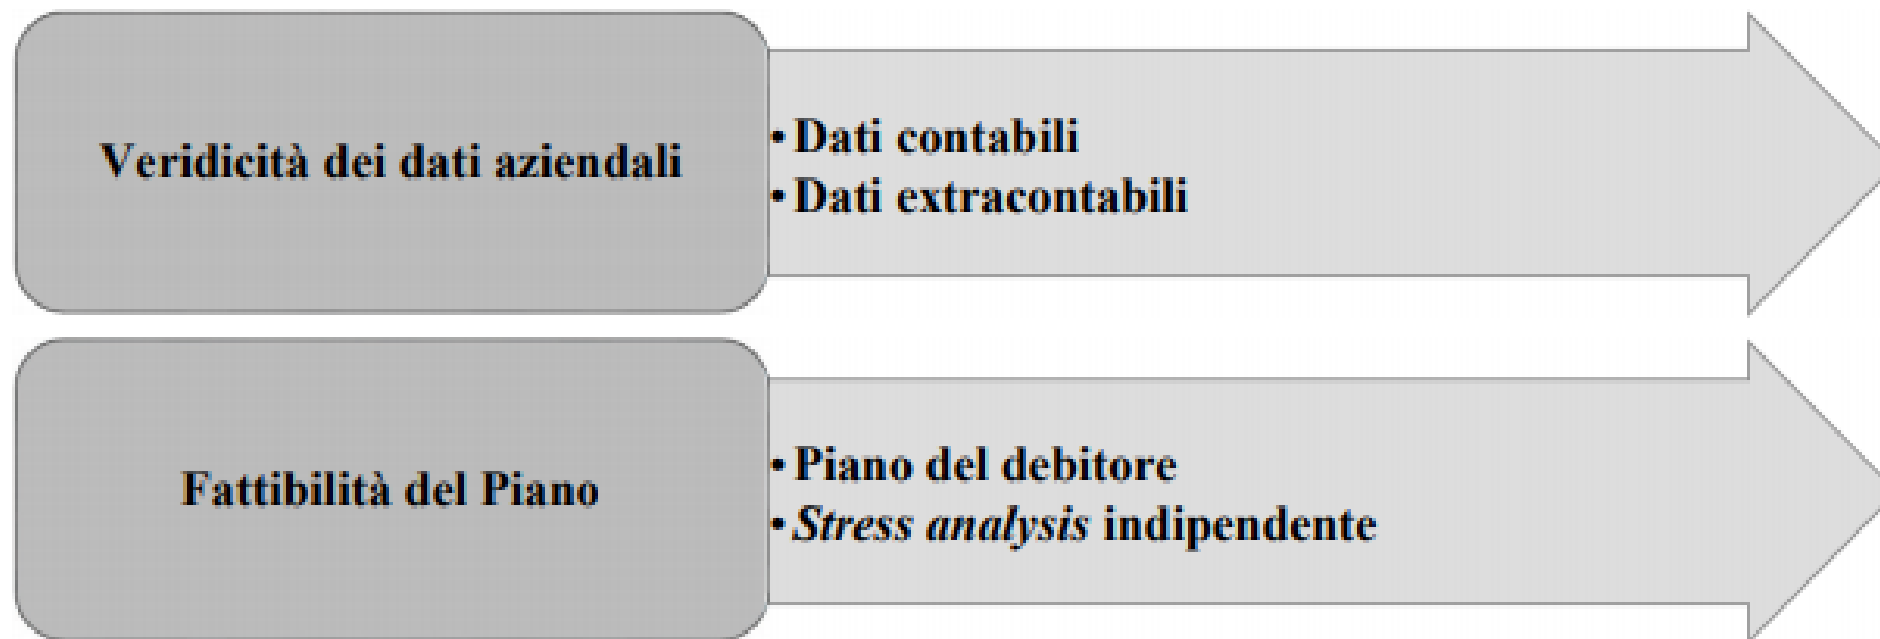 Veridicità dei dati aziendali
• Dati contabili
• Dati extracontabili
Fattibilità del Piano
• Piano del debitore
• Stress analysis indipendente